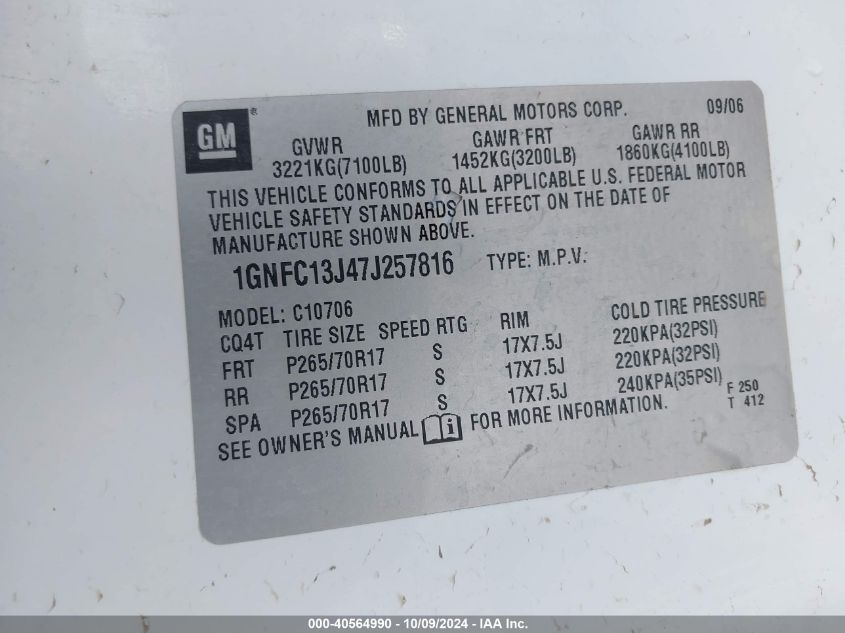 GM ® MFD BY GENERAL MOTORS CORP. 09/06
GVWR GAWR FRT GAWR RR
3221KG(7100LB) 1452KG(3200LB) 1860KG(4100LB)
THIS VEHICLE CONFORMS TO ALL APPLICABLE U.S. FEDERAL MOTOR
VEHICLE SAFETY STANDARDS IN EFFECT ON THE DATE OF
MANUFACTURE SHOWN ABOVE.
1GNFC13J47J257816 TYPE: M.P.V.
MODEL: C10706
CQ4T TIRE SIZE SPEED RTG RIM COLD TIRE PRESSURE
FRT P265/70R17 S 17X7.5J 220KPA(32PSI)
RR P265/70R17 S 17X7.5J 220KPA(32PSI)
SPA P265/70R17 S 17X7.5J 240KPA(35PSI)
SEE OWNER'S MANUAL i FOR MORE INFORMATION.
F 250
T 412
000-40564990 - 10/09/2024 - IAA, Inc.